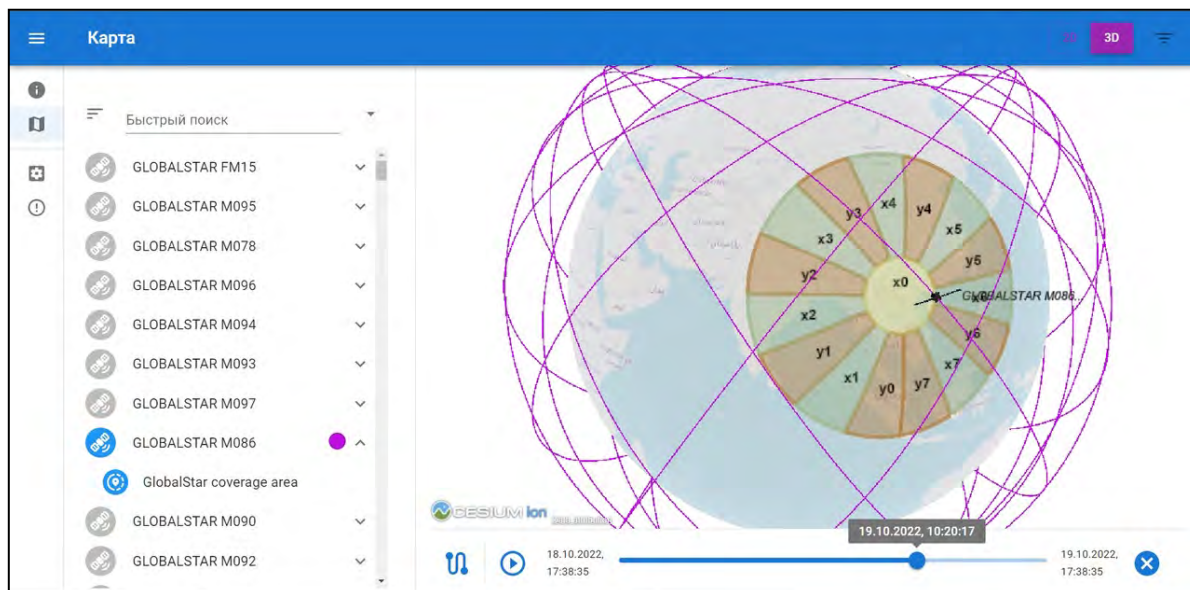 Карта
3D
Быстрый поиск
GLOBALSTAR FM15
GLOBALSTAR M095
GLOBALSTAR M078
GLOBALSTAR M096
GLOBALSTAR M094
GLOBALSTAR M093
GLOBALSTAR M097
GLOBALSTAR M086
GlobalStar coverage area
GLOBALSTAR M090
GLOBALSTAR M092
y3
x4
y4
x3
x5
y2
y5
x0
GLOBALSTAR M086...
x2
y6
y1
x7
x1
y0
y7
CESIUM ion
19.10.2022, 10:20:17
18.10.2022,
17:38:35
19.10.2022,
17:38:35